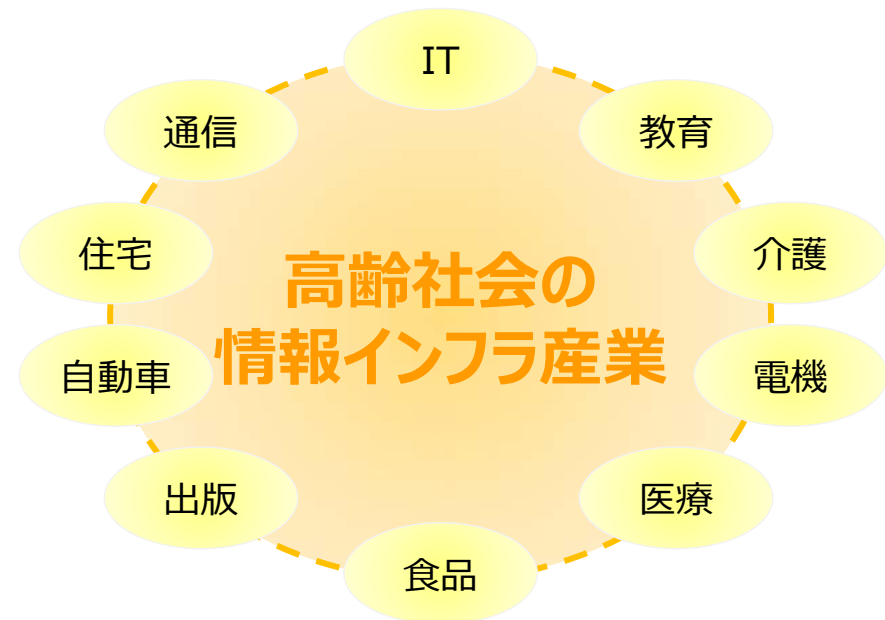 IT
通信
教育
住宅
介護
高齢社会の
情報インフラ産業
自動車
電機
出版
医療
食品